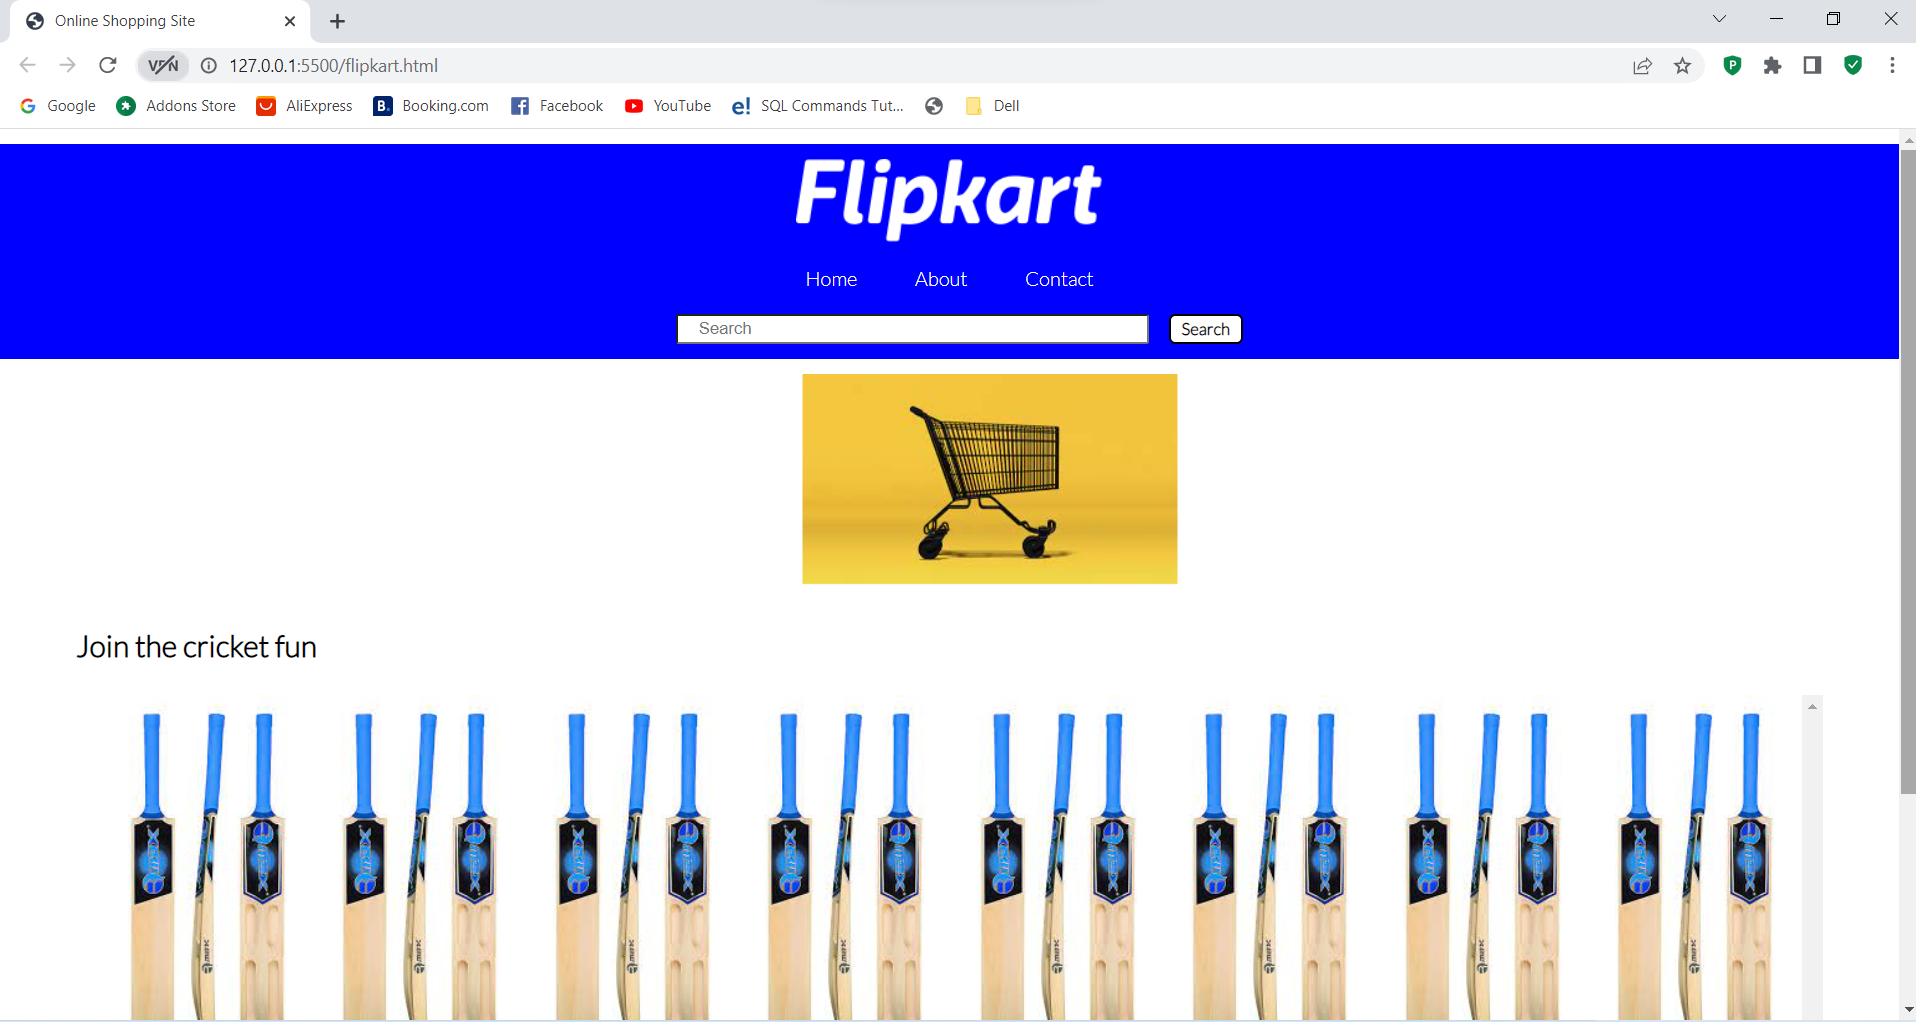 Online Shopping Site
VPN
127.0.0.1:5500/flipkart.html
P
Google
Addons Store
AliExpress
B.
Booking.com
Facebook
YouTube
e!
SQL Commands Tut...
Dell
Flipkart
Home
About
Contact
Search
Search
Join the cricket fun